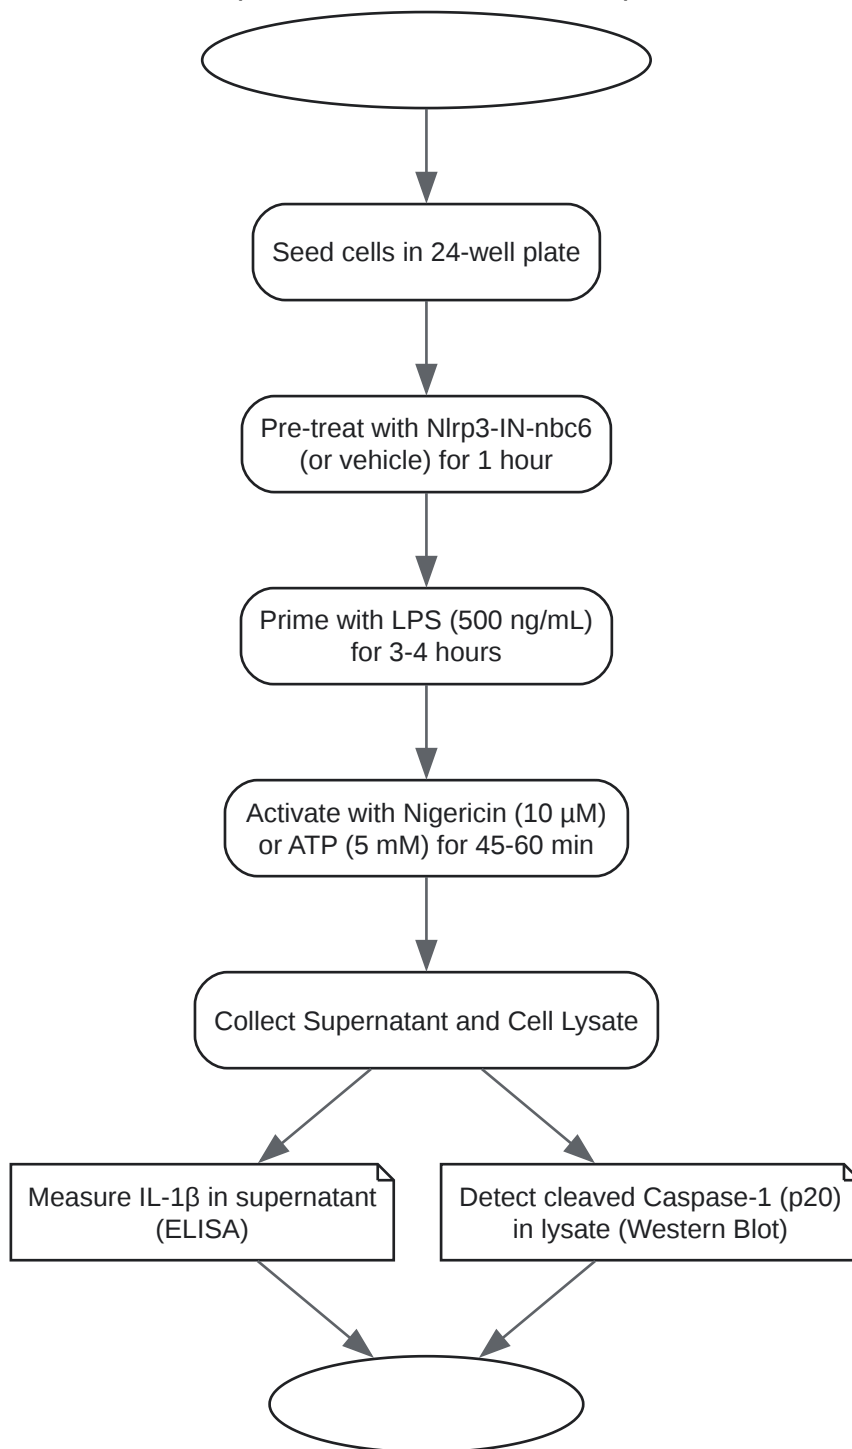 Seed cells in 24-well plate
Pre-treat with Nlrp3-IN-nbc6
(or vehicle) for 1 hour
Prime with LPS (500 ng/mL)
for 3-4 hours
Activate with Nigericin (10 µM)
or ATP (5 mM) for 45-60 min
Collect Supernatant and Cell Lysate
Measure IL-1β in supernatant
(ELISA)
Detect cleaved Caspase-1 (p20)
in lysate (Western Blot)